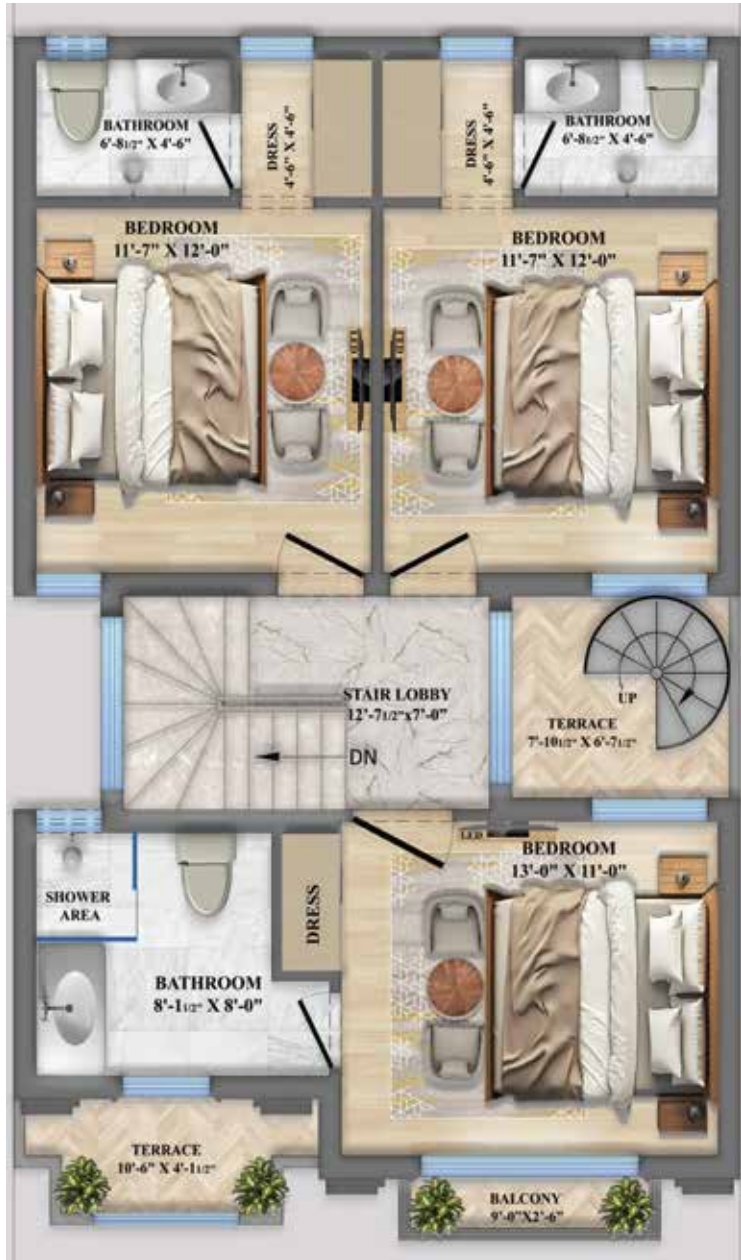 BATHROOM
6'-81/2" X 4'-6"
DRESS
4'-6" X 4'-6"
DRESS
4'-6" X 4'-6"
BATHROOM
6'-81/2" X 4'-6"
BEDROOM
11'-7" X 12'-0"
BEDROOM
11'-7" X 12'-0"
STAIR LOBBY
12'-71/2"x7'-0"
DN
UP
TERRACE
7'-101/2" X 6'-71/2"
LED
BEDROOM
13'-0" X 11'-0"
SHOWER
AREA
DRESS
BATHROOM
8'-11/2" X 8'-0"
TERRACE
10'-6" X 4'-11/2"
BALCONY
9'-0"X2'-6"